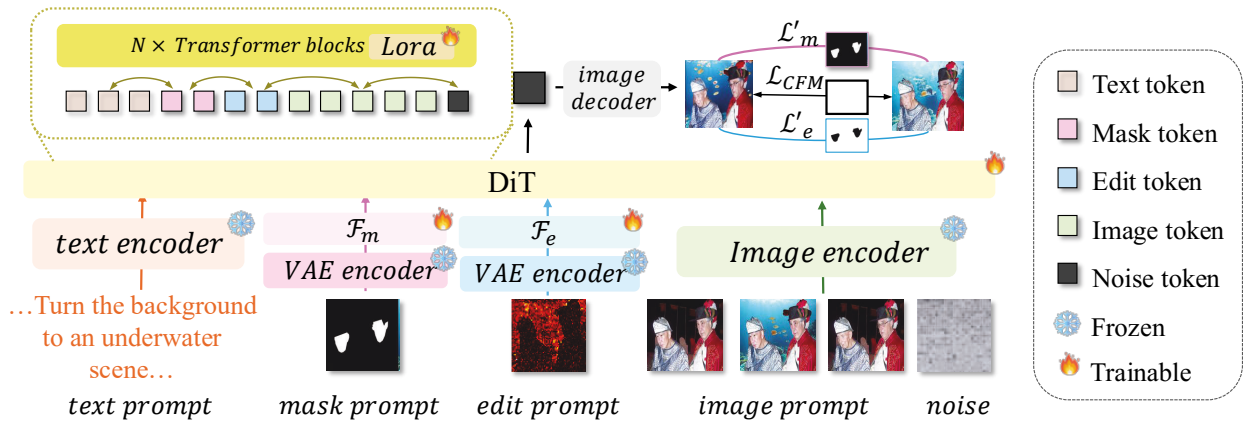 N × Transformer blocks Lora
image
decoder
ℒ′m
ℒCFM
ℒ′e
DiT
text encoder
ℱm
VAE encoder
ℱe
VAE encoder
Image encoder
…Turn the background
to an underwater
scene…
text prompt
mask prompt
edit prompt
image prompt
noise
Text token
Mask token
Edit token
Image token
Noise token
Frozen
Trainable